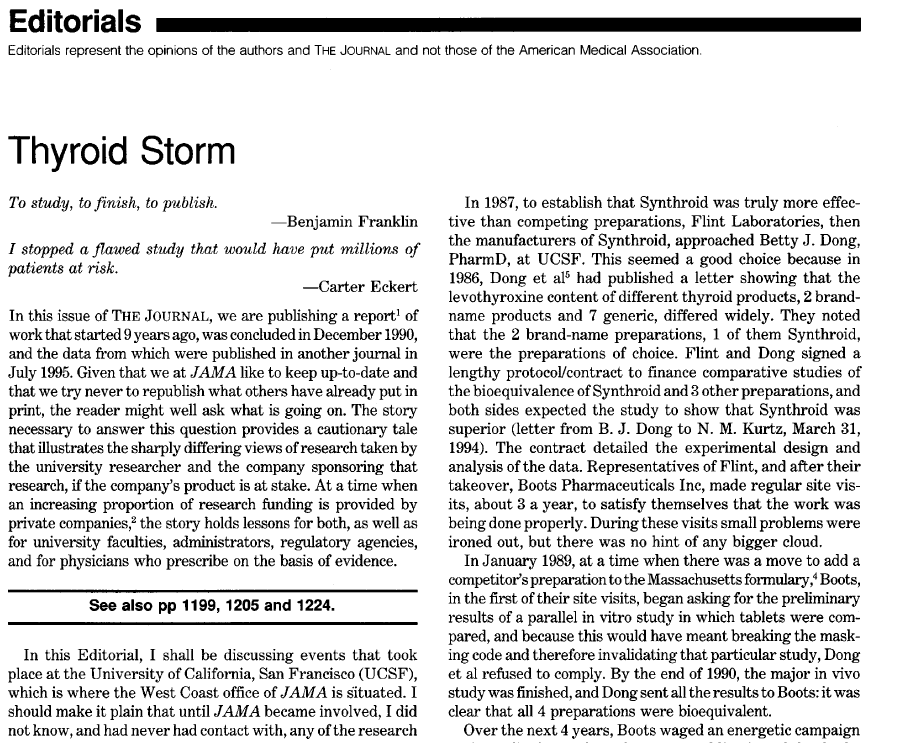 Editorials
Editorials represent the opinions of the authors and THE JOURNAL and not those of the American Medical Association.
Thyroid Storm
To study, to finish, to publish.
—Benjamin Franklin
I stopped a flawed study that would have put millions of
patients at risk.
—Carter Eckert
In this issue of THE JOURNAL, we are publishing a report1 of
work that started 9 years ago, was concluded in December 1990,
and the data from which were published in another journal in
July 1995. Given that we at JAMA like to keep up-to-date and
that we try never to republish what others have already put in
print, the reader might well ask what is going on. The story
necessary to answer this question provides a cautionary tale
that illustrates the sharply differing views of research taken by
the university researcher and the company sponsoring that
research, if the company's product is at stake. At a time when
an increasing proportion of research funding is provided by
private companies,2 the story holds lessons for both, as well as
for university faculties, administrators, regulatory agencies,
and for physicians who prescribe on the basis of evidence.
See also pp 1199, 1205 and 1224.
In this Editorial, I shall be discussing events that took
place at the University of California, San Francisco (UCSF),
which is where the West Coast office of JAMA is situated. I
should make it plain that until JAMA became involved, I did
not know, and had never had contact with, any of the research
In 1987, to establish that Synthroid was truly more effec-
tive than competing preparations, Flint Laboratories, then
the manufacturers of Synthroid, approached Betty J. Dong,
PharmD, at UCSF. This seemed a good choice because in
1986, Dong et al5 had published a letter showing that the
levothyroxine content of different thyroid products, 2 brand-
name products and 7 generic, differed widely. They noted
that the 2 brand-name preparations, 1 of them Synthroid,
were the preparations of choice. Flint and Dong signed a
lengthy protocol/contract to finance comparative studies of
the bioequivalence of Synthroid and 3 other preparations, and
both sides expected the study to show that Synthroid was
superior (letter from B. J. Dong to N. M. Kurtz, March 31,
1994). The contract detailed the experimental design and
analysis of the data. Representatives of Flint, and after their
takeover, Boots Pharmaceuticals Inc, made regular site vis-
its, about 3 a year, to satisfy themselves that the work was
being done properly. During these visits small problems were
ironed out, but there was no hint of any bigger cloud.
In January 1989, at a time when there was a move to add a
competitor's preparation to the Massachusetts formulary,4 Boots,
in the first of their site visits, began asking for the preliminary
results of a parallel in vitro study in which tablets were com-
pared, and because this would have meant breaking the mask-
ing code and therefore invalidating that particular study, Dong
et al refused to comply. By the end of 1990, the major in vivo
study was finished, and Dong sent all the results to Boots: it was
clear that all 4 preparations were bioequivalent.
Over the next 4 years, Boots waged an energetic campaign